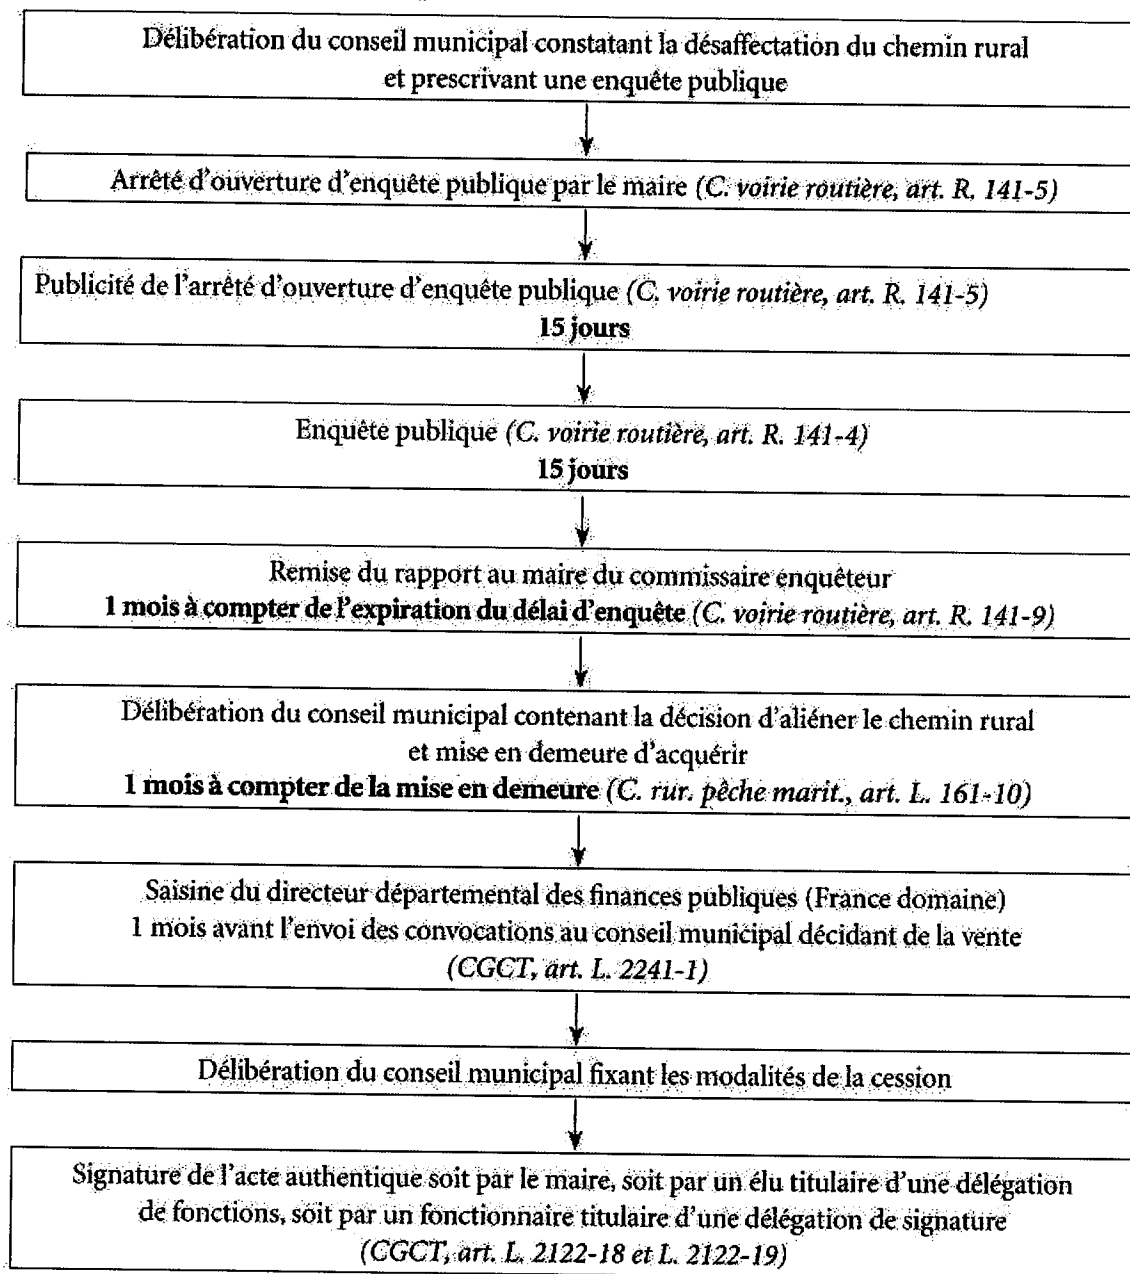 Délibération du conseil municipal constatant la désaffectation du chemin rural
et prescrivant une enquête publique
Arrêté d'ouverture d'enquête publique par le maire (C. voirie routière, art. R. 141-5)
Publicité de l'arrêté d'ouverture d'enquête publique (C. voirie routière, art. R. 141-5)
15 jours
Enquête publique (C. voirie routière, art. R. 141-4)
15 jours
Remise du rapport au maire du commissaire enquêteur
1 mois à compter de l'expiration du délai d'enquête (C. voirie routière, art. R. 141-9)
Délibération du conseil municipal contenant la décision d'aliéner le chemin rural
et mise en demeure d'acquérir
1 mois à compter de la mise en demeure (C. rur. pêche marit., art. L. 161-10)
Saisine du directeur départemental des finances publiques (France domaine)
1 mois avant l'envoi des convocations au conseil municipal décidant de la vente
(CGCT, art. L. 2241-1)
Délibération du conseil municipal fixant les modalités de la cession
Signature de l'acte authentique soit par le maire, soit par un élu titulaire d'une délégation
de fonctions, soit par un fonctionnaire titulaire d'une délégation de signature
(CGCT, art. L. 2122-18 et L. 2122-19)